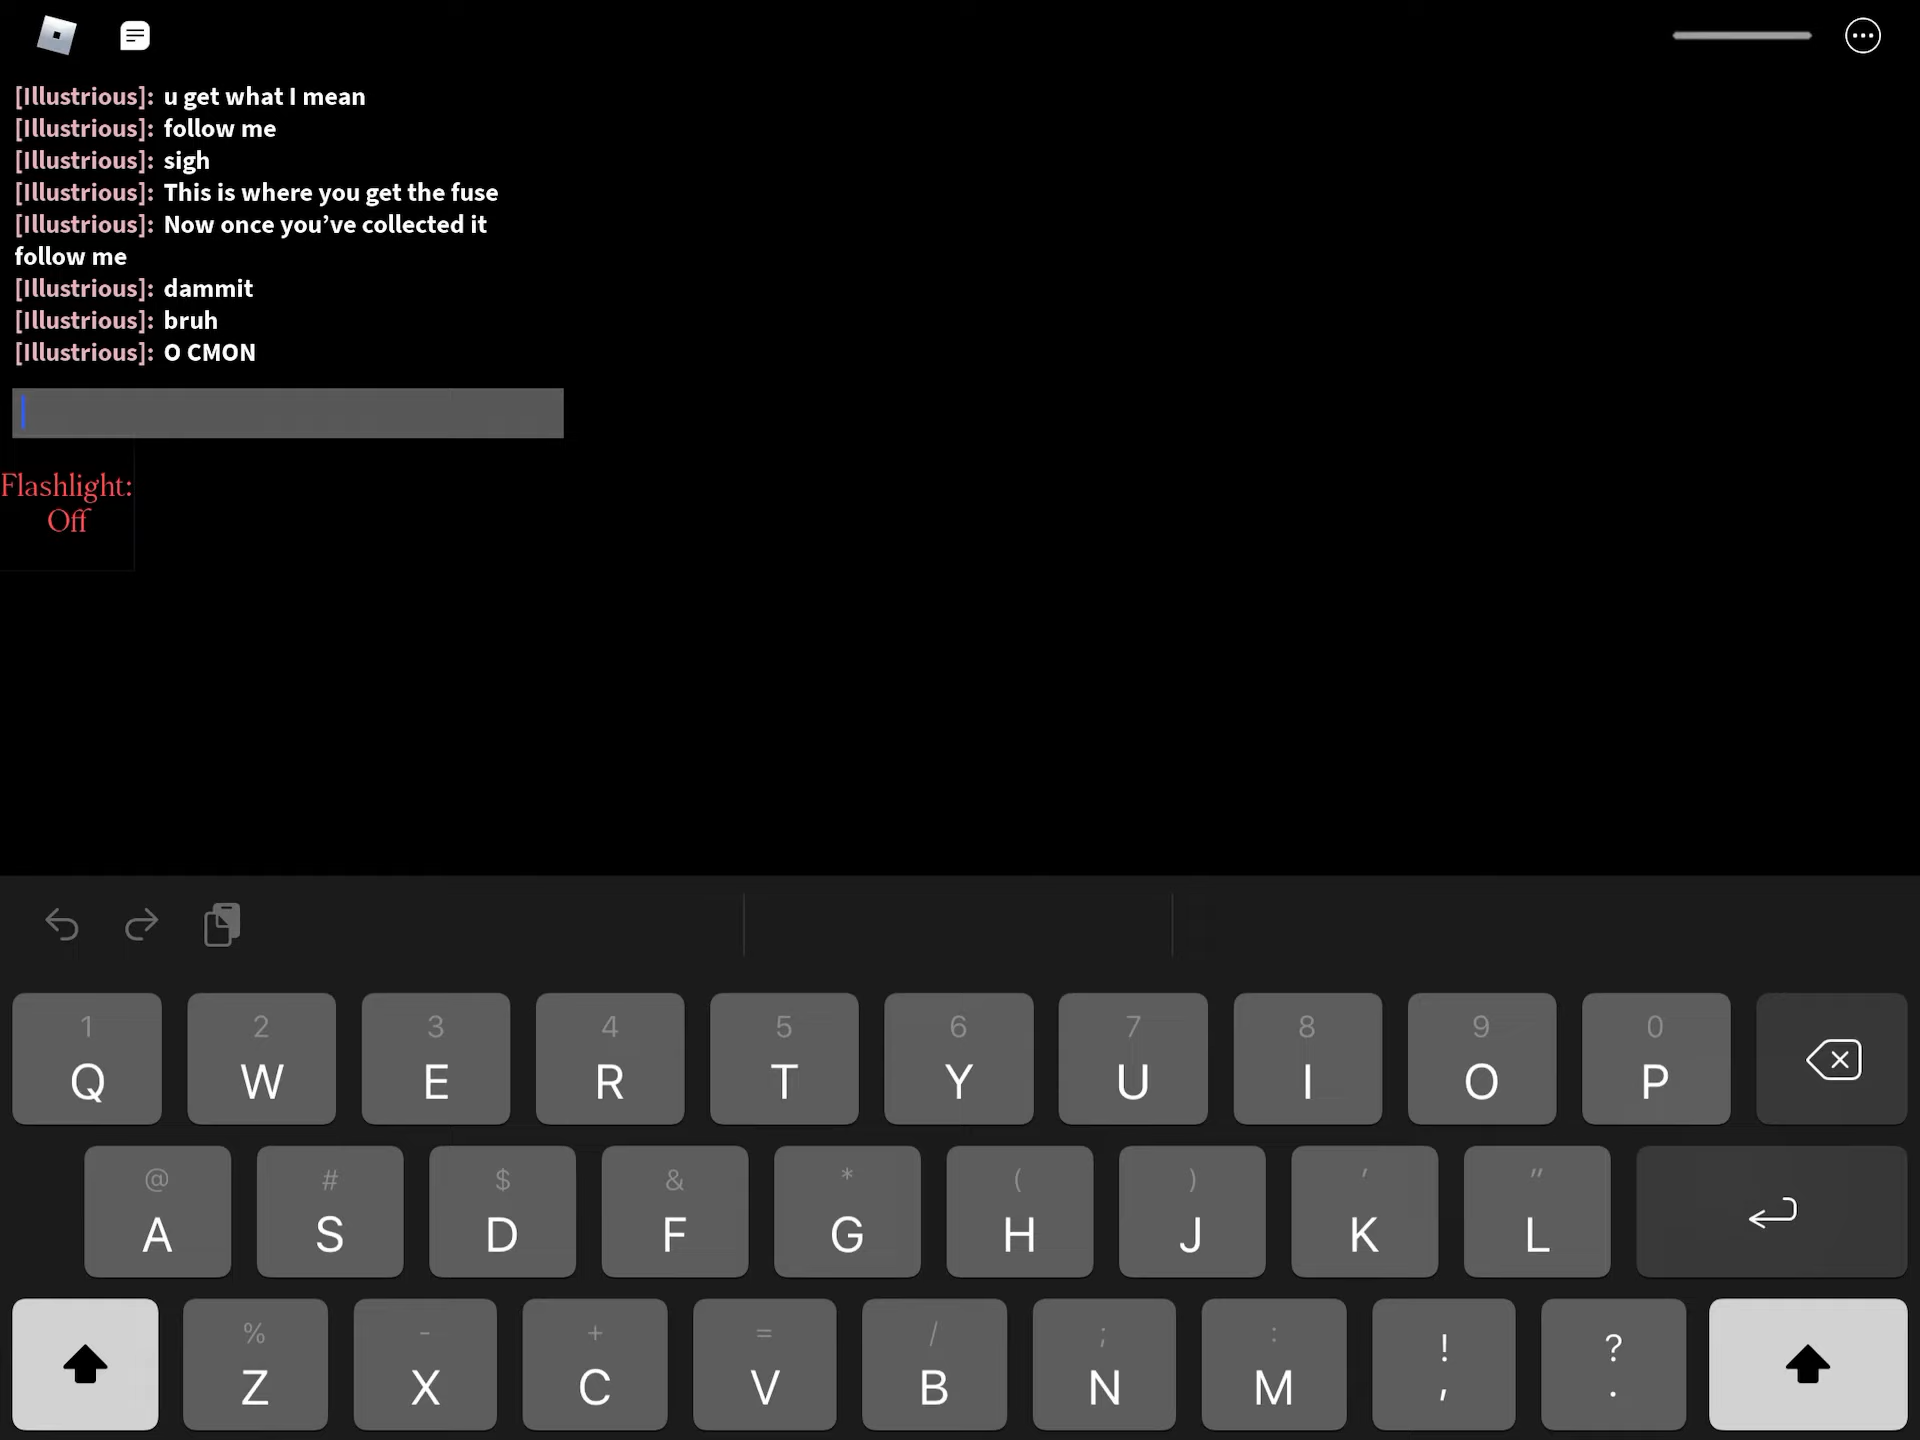 [Illustrious]: u get what I mean
[Illustrious]: follow me
[Illustrious]: sigh
[Illustrious]: This is where you get the fuse
[Illustrious]: Now once you’ve collected it
follow me
[Illustrious]: dammit
[Illustrious]: bruh
[Illustrious]: O CMON
Flashlight:
Off
1 2 3 4 5 6 7 8 9 0
Q W E R T Y U I O P
@ # $ & * ( ) ' "
A S D F G H J K L
% - + = / ; : ! ?
Z X C V B N M , .